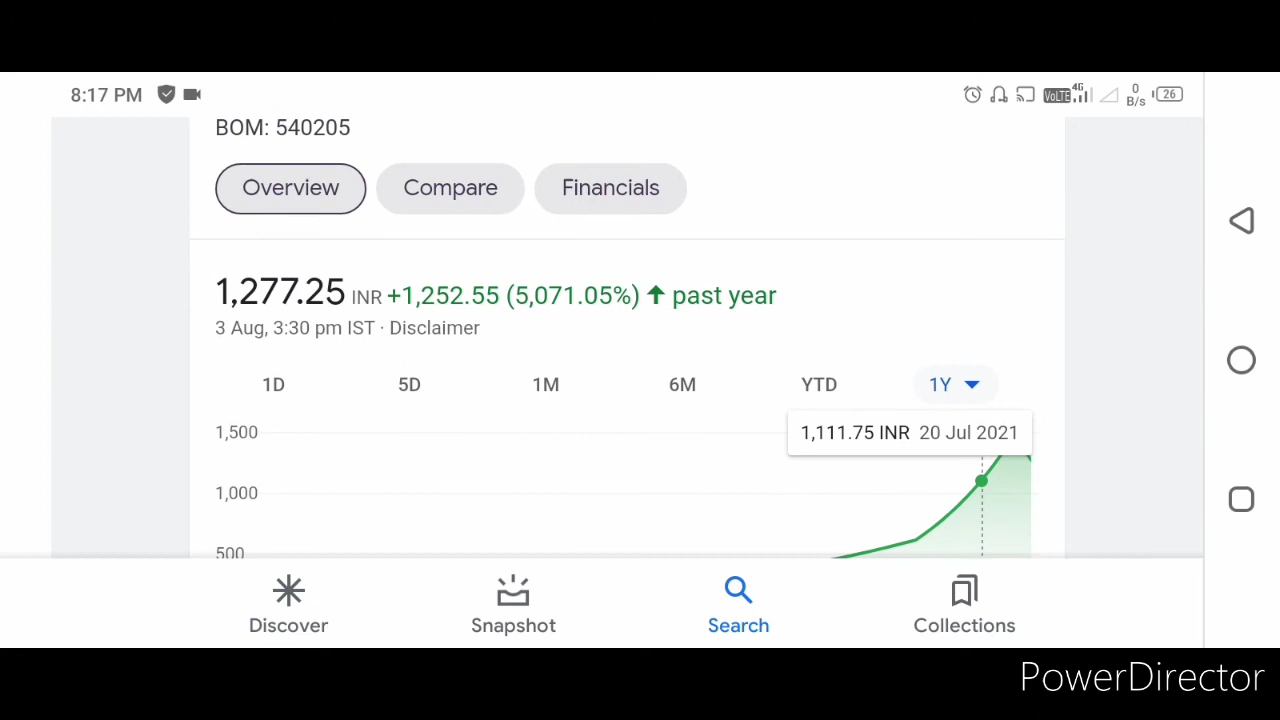 8:17 PM VoLTE 4G 0 B/s 26
BOM: 540205
Overview Compare Financials
1,277.25 INR +1,252.55 (5,071.05%) ↑ past year
3 Aug, 3:30 pm IST · Disclaimer
1D 5D 1M 6M YTD 1Y
1,500 1,111.75 INR 20 Jul 2021
1,000
500
Discover Snapshot Search Collections
PowerDirector